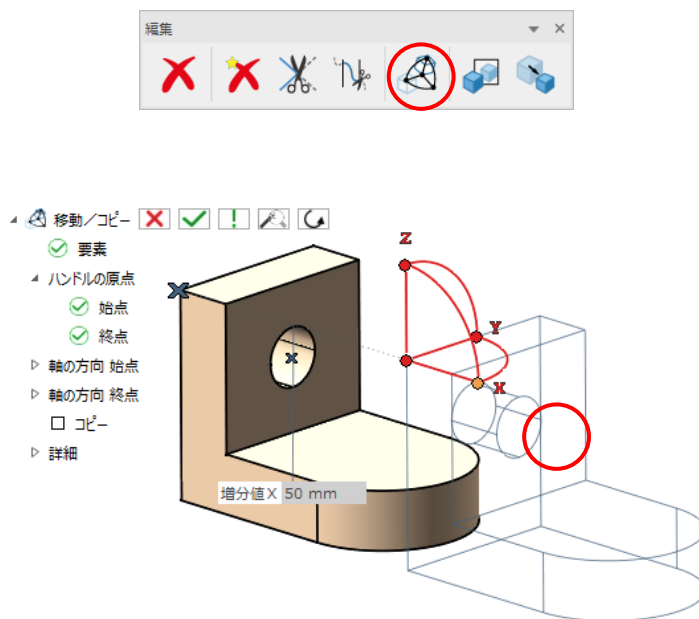 編集
移動／コピー
要素
ハンドルの原点
始点
終点
軸の方向 始点
軸の方向 終点
コピー
詳細
Z
Y
X
増分値X 50 mm